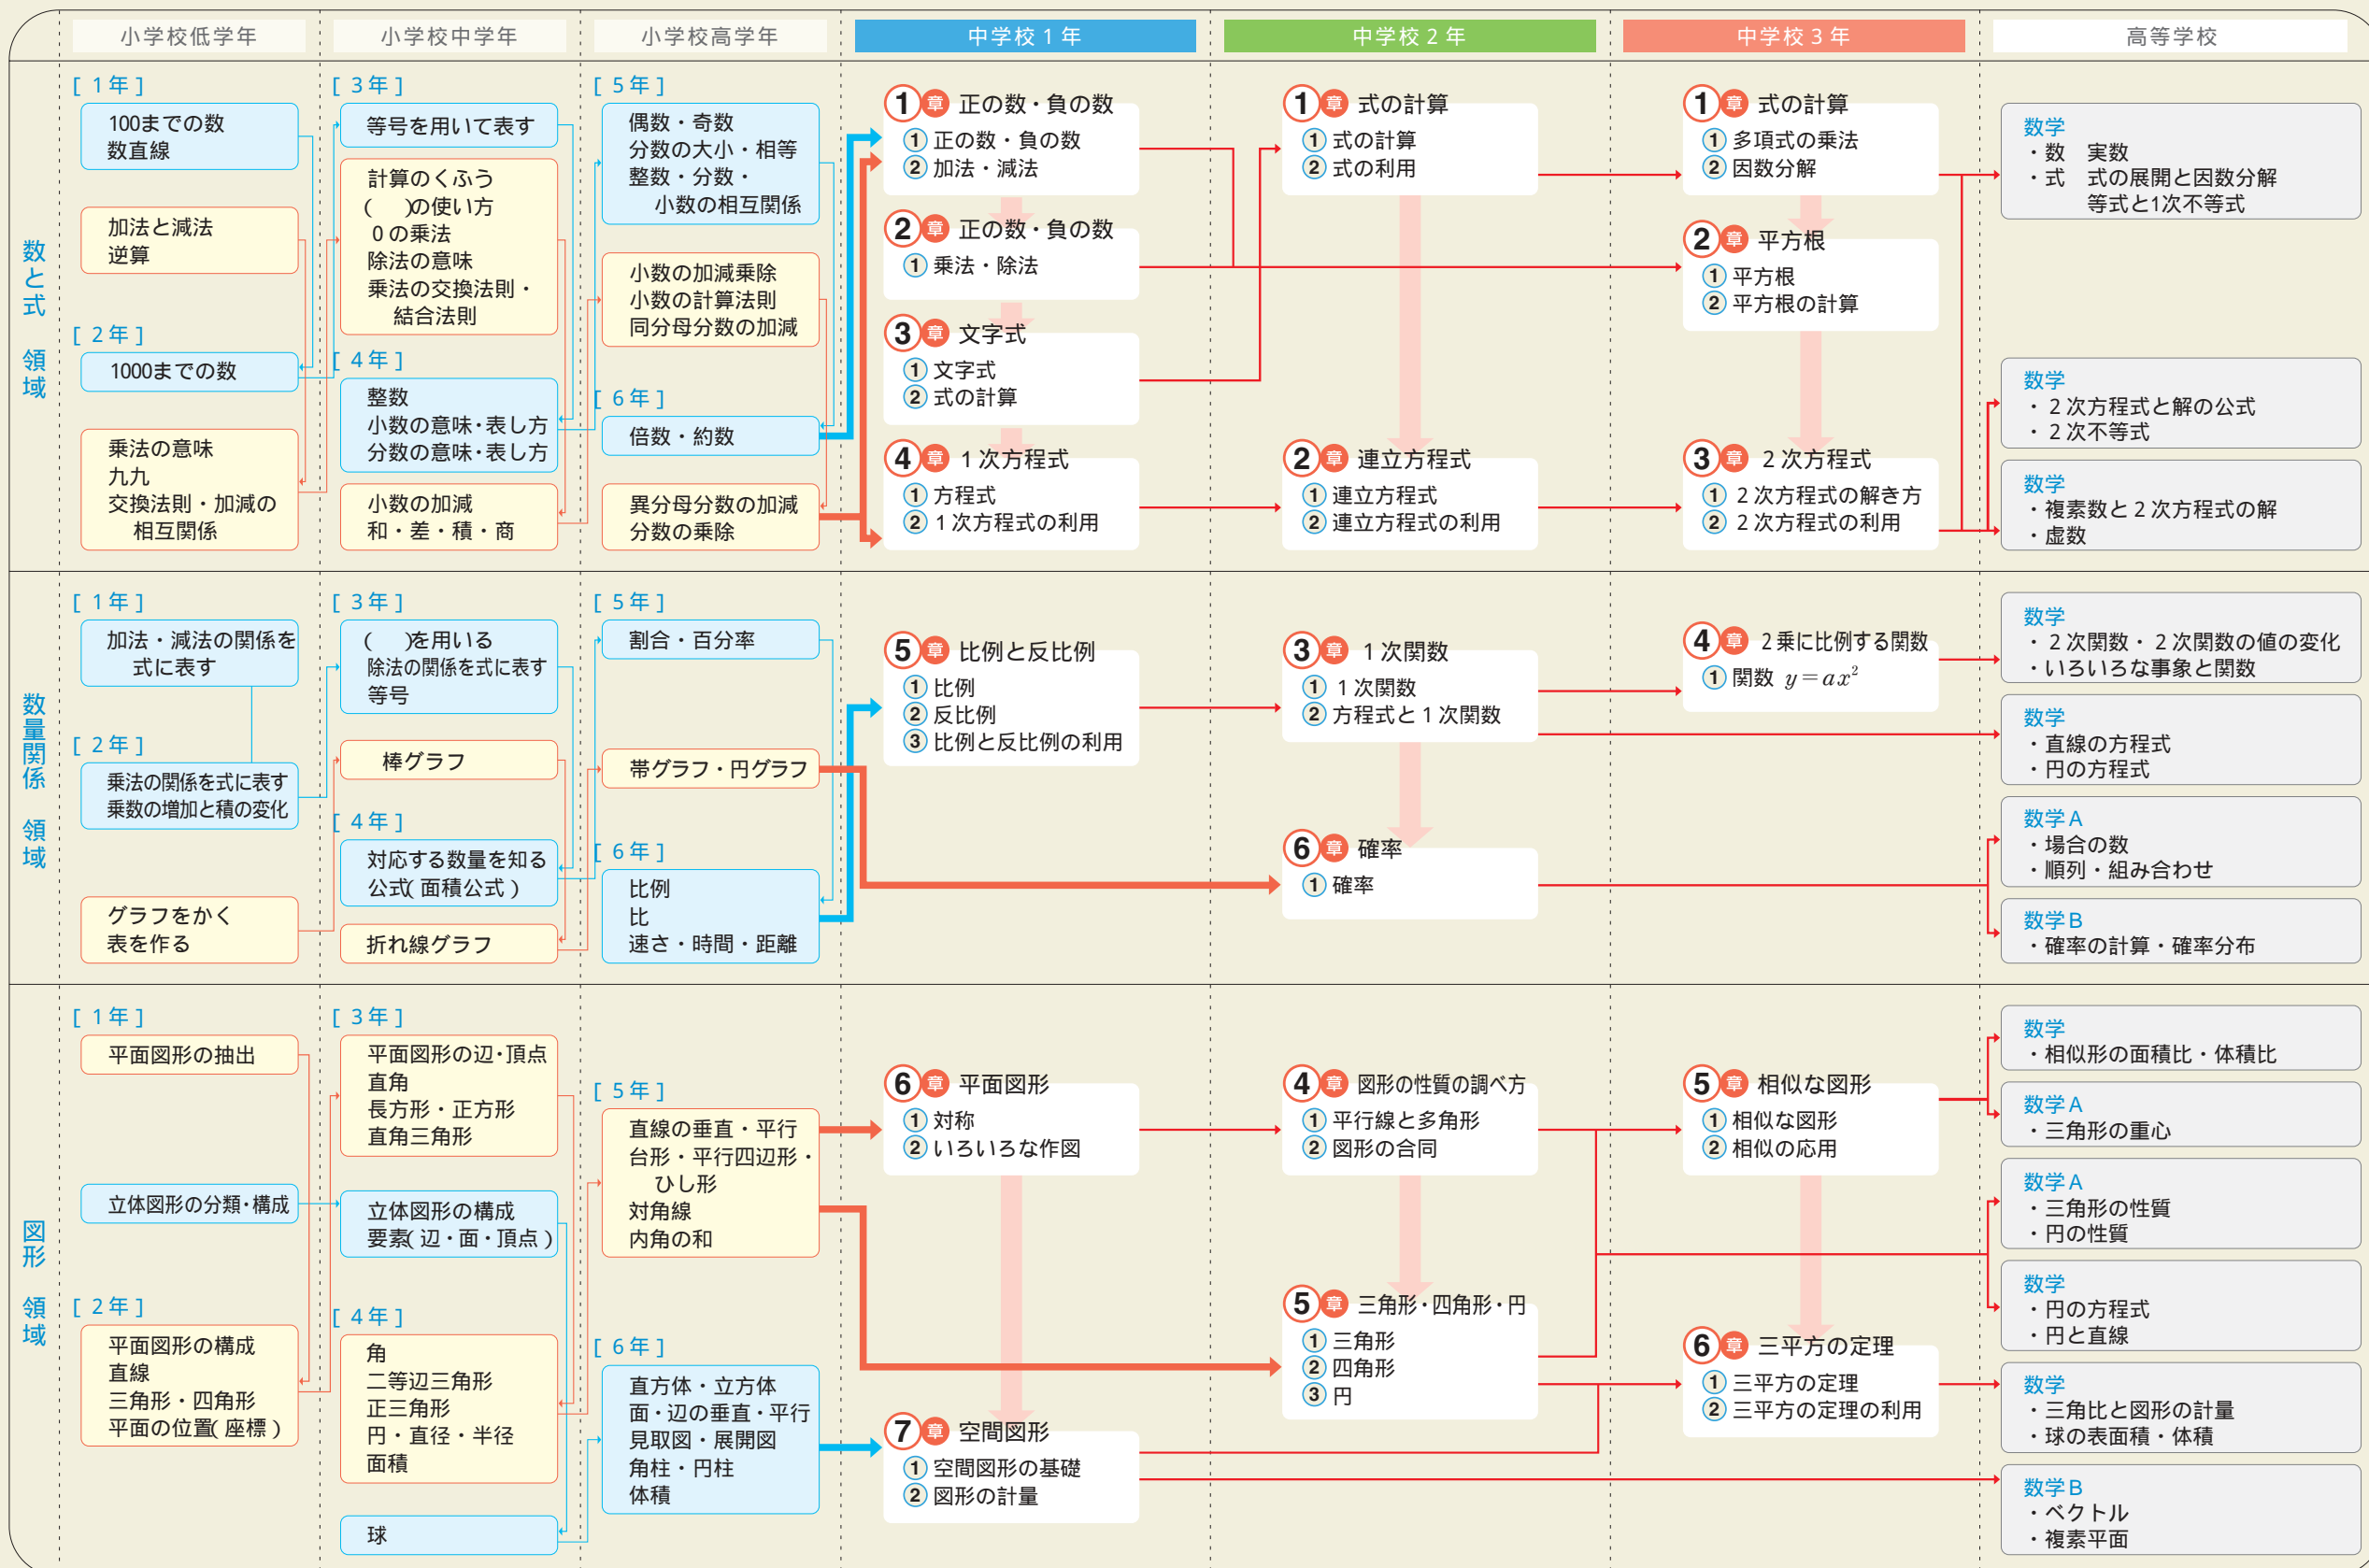 小学校低学年
小学校中学年
小学校高学年
中学校1年
中学校2年
中学校3年
高等学校
数と式 領域
[ 1年 ]
100までの数
数直線
加法と減法
逆算
[ 2年 ]
1000までの数
乗法の意味
九九
交換法則・加減の
相互関係
[ 3年 ]
等号を用いて表す
計算のくふう
(　)の使い方
0の乗法
除法の意味
乗法の交換法則・
結合法則
[ 4年 ]
整数
小数の意味・表し方
分数の意味・表し方
小数の加減
和・差・積・商
[ 5年 ]
偶数・奇数
分数の大小・相等
整数・分数・
小数の相互関係
小数の加減乗除
小数の計算法則
同分母分数の加減
[ 6年 ]
倍数・約数
異分母分数の加減
分数の乗除
1章 正の数・負の数
① 正の数・負の数
② 加法・減法
2章 正の数・負の数
① 乗法・除法
3章 文字式
① 文字式
② 式の計算
4章 1次方程式
① 方程式
② 1次方程式の利用
1章 式の計算
① 式の計算
② 式の利用
2章 連立方程式
① 連立方程式
② 連立方程式の利用
1章 式の計算
① 多項式の乗法
② 因数分解
2章 平方根
① 平方根
② 平方根の計算
3章 2次方程式
① 2次方程式の解き方
② 2次方程式の利用
数学
・数　実数
・式　式の展開と因数分解
等式と1次不等式
数学
・2次方程式と解の公式
・2次不等式
数学
・複素数と2次方程式の解
・虚数
数量関係 領域
[ 1年 ]
加法・減法の関係を
式に表す
[ 2年 ]
乗法の関係を式に表す
乗数の増加と積の変化
グラフをかく
表を作る
[ 3年 ]
(　)を用いる
除法の関係を式に表す
等号
棒グラフ
[ 4年 ]
対応する数量を知る
公式(面積公式)
折れ線グラフ
[ 5年 ]
割合・百分率
帯グラフ・円グラフ
[ 6年 ]
比例
比
速さ・時間・距離
5章 比例と反比例
① 比例
② 反比例
③ 比例と反比例の利用
3章 1次関数
① 1次関数
② 方程式と1次関数
6章 確率
① 確率
4章 2乗に比例する関数
① 関数 y＝ax²
数学
・2次関数・2次関数の値の変化
・いろいろな事象と関数
数学
・直線の方程式
・円の方程式
数学A
・場合の数
・順列・組み合わせ
数学B
・確率の計算・確率分布
図形 領域
[ 1年 ]
平面図形の抽出
立体図形の分類・構成
[ 2年 ]
平面図形の構成
直線
三角形・四角形
平面の位置(座標)
[ 3年 ]
平面図形の辺・頂点
直角
長方形・正方形
直角三角形
立体図形の構成
要素(辺・面・頂点)
[ 4年 ]
角
二等辺三角形
正三角形
円・直径・半径
面積
球
[ 5年 ]
直線の垂直・平行
台形・平行四辺形・
ひし形
対角線
内角の和
[ 6年 ]
直方体・立方体
面・辺の垂直・平行
見取図・展開図
角柱・円柱
体積
6章 平面図形
① 対称
② いろいろな作図
7章 空間図形
① 空間図形の基礎
② 図形の計量
4章 図形の性質の調べ方
① 平行線と多角形
② 図形の合同
5章 三角形・四角形・円
① 三角形
② 四角形
③ 円
5章 相似な図形
① 相似な図形
② 相似の応用
6章 三平方の定理
① 三平方の定理
② 三平方の定理の利用
数学
・相似形の面積比・体積比
数学A
・三角形の重心
数学A
・三角形の性質
・円の性質
数学
・円の方程式
・円と直線
数学
・三角比と図形の計量
・球の表面積・体積
数学B
・ベクトル
・複素平面